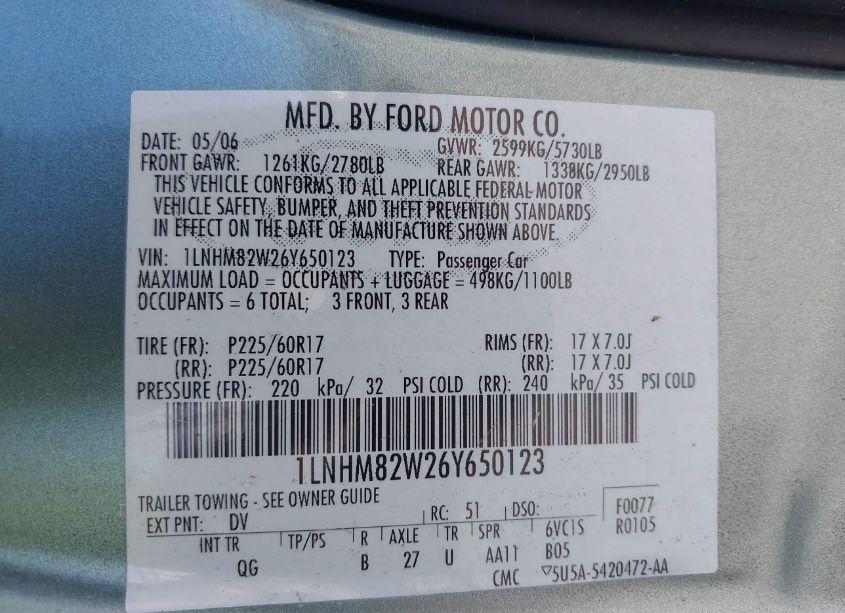 MFD. BY FORD MOTOR CO.
DATE: 05/06 GVWR: 2599KG/5730LB
FRONT GAWR: 1261KG/2780LB REAR GAWR: 1338KG/2950LB
THIS VEHICLE CONFORMS TO ALL APPLICABLE FEDERAL MOTOR
VEHICLE SAFETY, BUMPER, AND THEFT PREVENTION STANDARDS
IN EFFECT ON THE DATE OF MANUFACTURE SHOWN ABOVE.
VIN: 1LNHM82W26Y650123 TYPE: Passenger Car
MAXIMUM LOAD = OCCUPANTS + LUGGAGE = 498KG/1100LB
OCCUPANTS = 6 TOTAL; 3 FRONT, 3 REAR
TIRE (FR): P225/60R17 RIMS (FR): 17 X 7.0J
(RR): P225/60R17 (RR): 17 X 7.0J
PRESSURE (FR): 220 kPa/ 32 PSI COLD (RR): 240 kPa/ 35 PSI COLD
1LNHM82W26Y650123
TRAILER TOWING - SEE OWNER GUIDE
EXT PNT: DV RC: 51 DSO: F0077
R0105
INT TR TP/PS R AXLE TR SPR 6VC1S
QG B 27 U AA11 B05
CMC ▽5U5A-5420472-AA